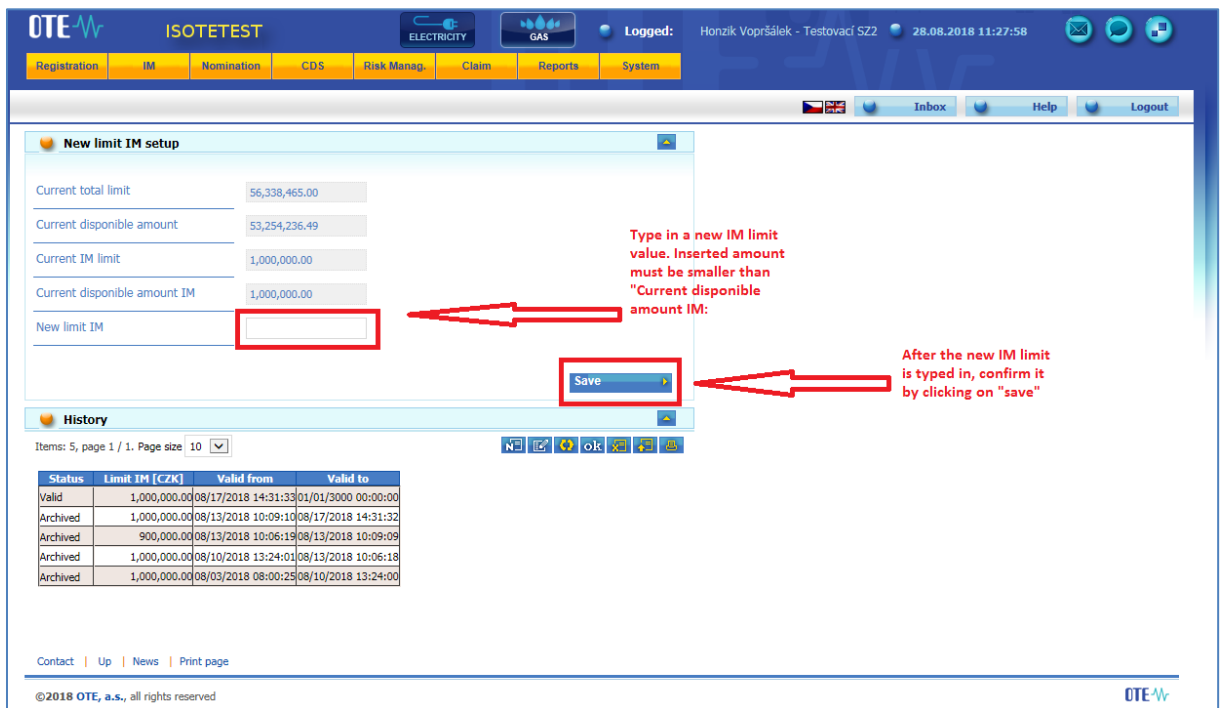 OTE ISOTETEST ELECTRICITY GAS Logged: Honzik Vopršálek - Testovací SZ2 28.08.2018 11:27:58
Registration IM Nomination CDS Risk Manag. Claim Reports System
Inbox Help Logout
New limit IM setup
Current total limit 56,338,465.00
Current disponible amount 53,254,236.49
Current IM limit 1,000,000.00
Current disponible amount IM 1,000,000.00
New limit IM
Type in a new IM limit
value. Inserted amount
must be smaller than
"Current disponible
amount IM:
Save
After the new IM limit
is typed in, confirm it
by clicking on "save"
History
Items: 5, page 1 / 1. Page size 10 N ok
Status Limit IM [CZK] Valid from Valid to
Valid 1,000,000.00 08/17/2018 14:31:33 01/01/3000 00:00:00
Archived 1,000,000.00 08/13/2018 10:09:10 08/17/2018 14:31:32
Archived 900,000.00 08/13/2018 10:06:19 08/13/2018 10:09:09
Archived 1,000,000.00 08/10/2018 13:24:01 08/13/2018 10:06:18
Archived 1,000,000.00 08/03/2018 08:00:25 08/10/2018 13:24:00
Contact | Up | News | Print page
©2018 OTE, a.s., all rights reserved OTE